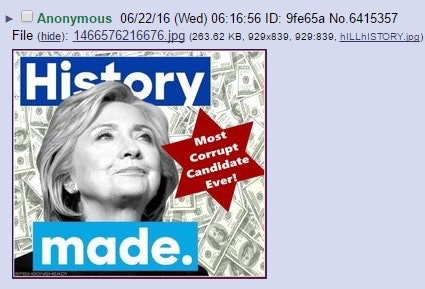 Anonymous 06/22/16 (Wed) 06:16:56 ID: 9fe65a No.6415357
File (hide): 1466576216676.jpg (263.62 KB, 929x839, 929:839, hILLhISTORY.jpg)
History
Most
Corrupt
Candidate
Ever!
made.